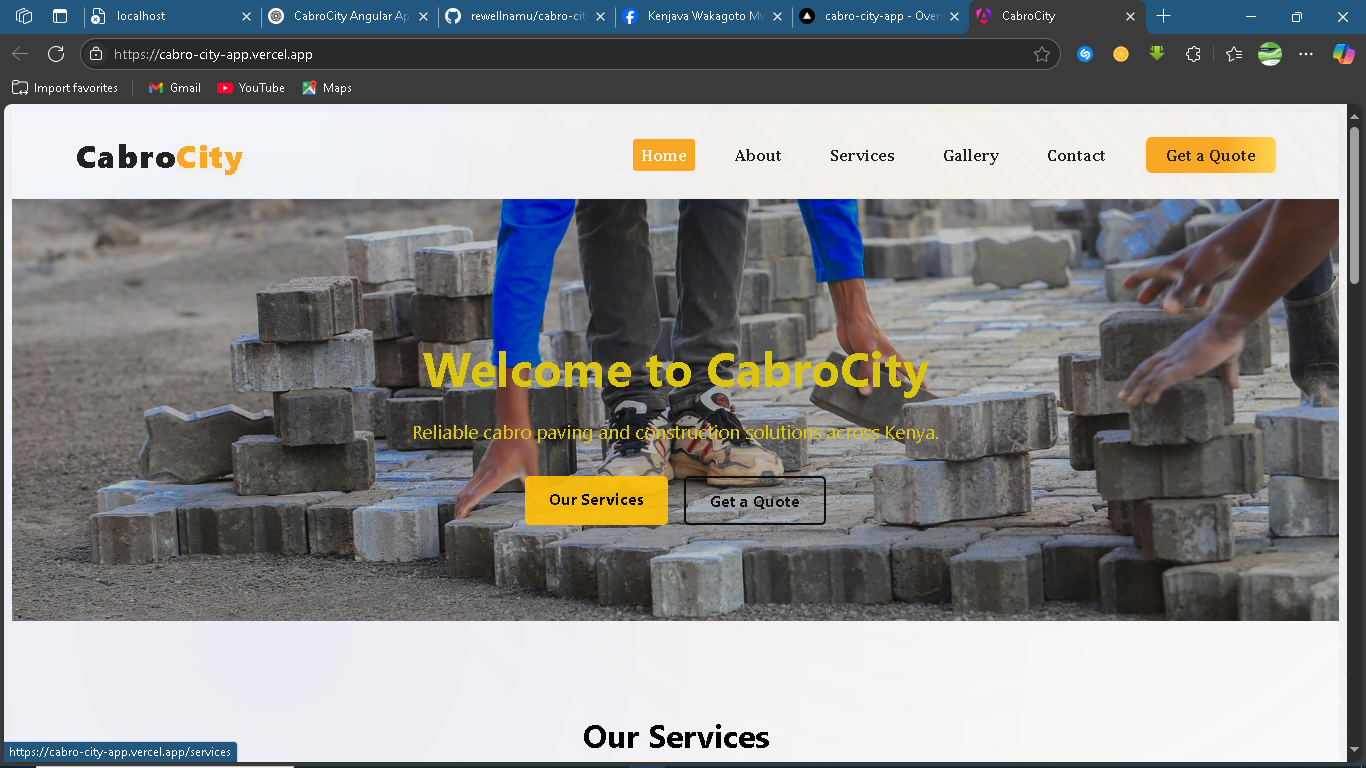 localhost
CabroCity Angular Ap
rewellnamu/cabro-cit
Kenjava Wakagoto Mw
cabro-city-app - Over
CabroCity
https://cabro-city-app.vercel.app
Import favorites
Gmail
YouTube
Maps
CabroCity
Home
About
Services
Gallery
Contact
Get a Quote
Welcome to CabroCity
Reliable cabro paving and construction solutions across Kenya.
Our Services
Get a Quote
Our Services
https://cabro-city-app.vercel.app/services